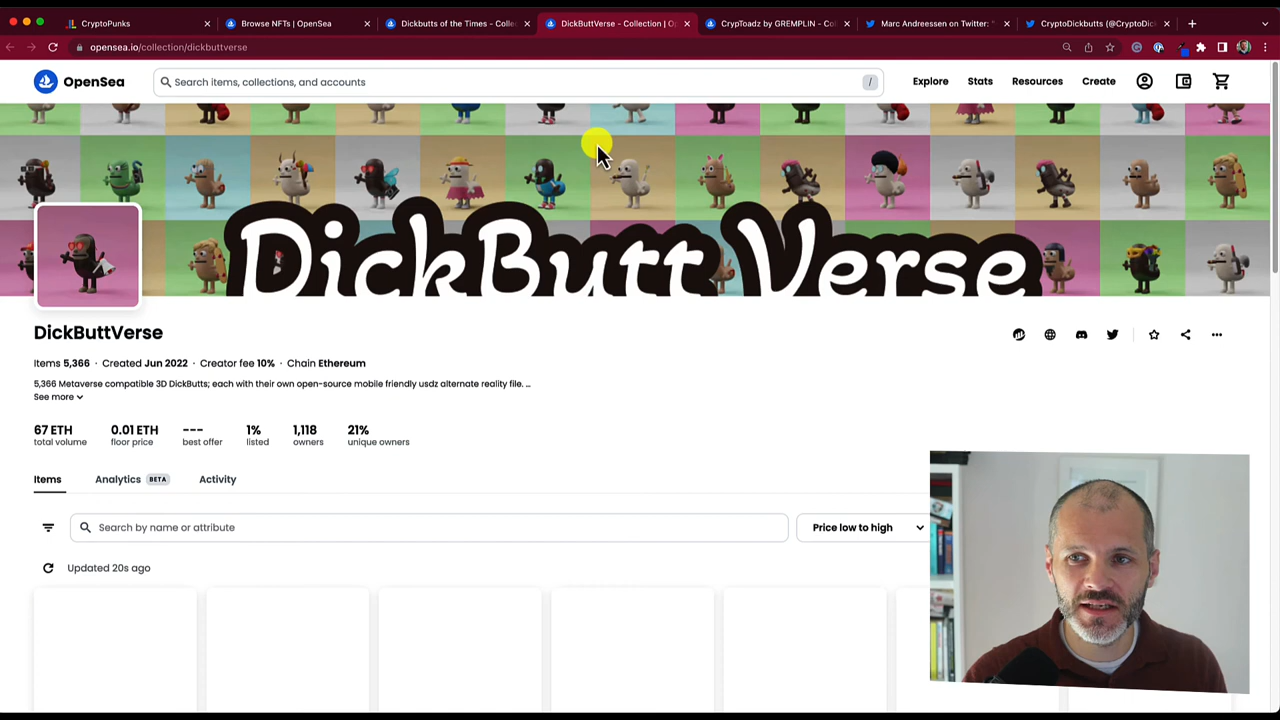 CryptoPunks
Browse NFTs | OpenSea
Dickbutts of the Times - Colle
DickButtVerse - Collection | O
CrypToadz by GREMPLIN - Co
Marc Andreessen on Twitter: "
CryptoDickbutts (@CryptoDic
opensea.io/collection/dickbuttverse
OpenSea
Search items, collections, and accounts
/
Explore
Stats
Resources
Create
DickButt Verse
DickButtVerse
Items 5,366 · Created Jun 2022 · Creator fee 10% · Chain Ethereum
5,366 Metaverse compatible 3D DickButts; each with their own open-source mobile friendly usdz alternate reality file. ...
See more
67 ETH
total volume
0.01 ETH
floor price
---
best offer
1%
listed
1,118
owners
21%
unique owners
Items
Analytics BETA
Activity
Search by name or attribute
Price low to high
Updated 20s ago